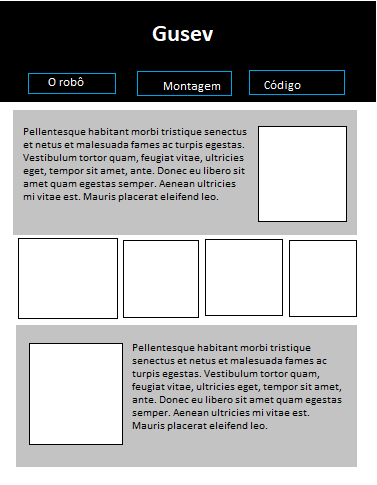 Gusev
O robô
Montagem
Código
Pellentesque habitant morbi tristique senectus
et netus et malesuada fames ac turpis egestas.
Vestibulum tortor quam, feugiat vitae, ultricies
eget, tempor sit amet, ante. Donec eu libero sit
amet quam egestas semper. Aenean ultricies
mi vitae est. Mauris placerat eleifend leo.
Pellentesque habitant morbi tristique
senectus et netus et malesuada fames ac
turpis egestas. Vestibulum tortor quam,
feugiat vitae, ultricies eget, tempor sit amet,
ante. Donec eu libero sit amet quam egestas
semper. Aenean ultricies mi vitae est.
Mauris placerat eleifend leo.